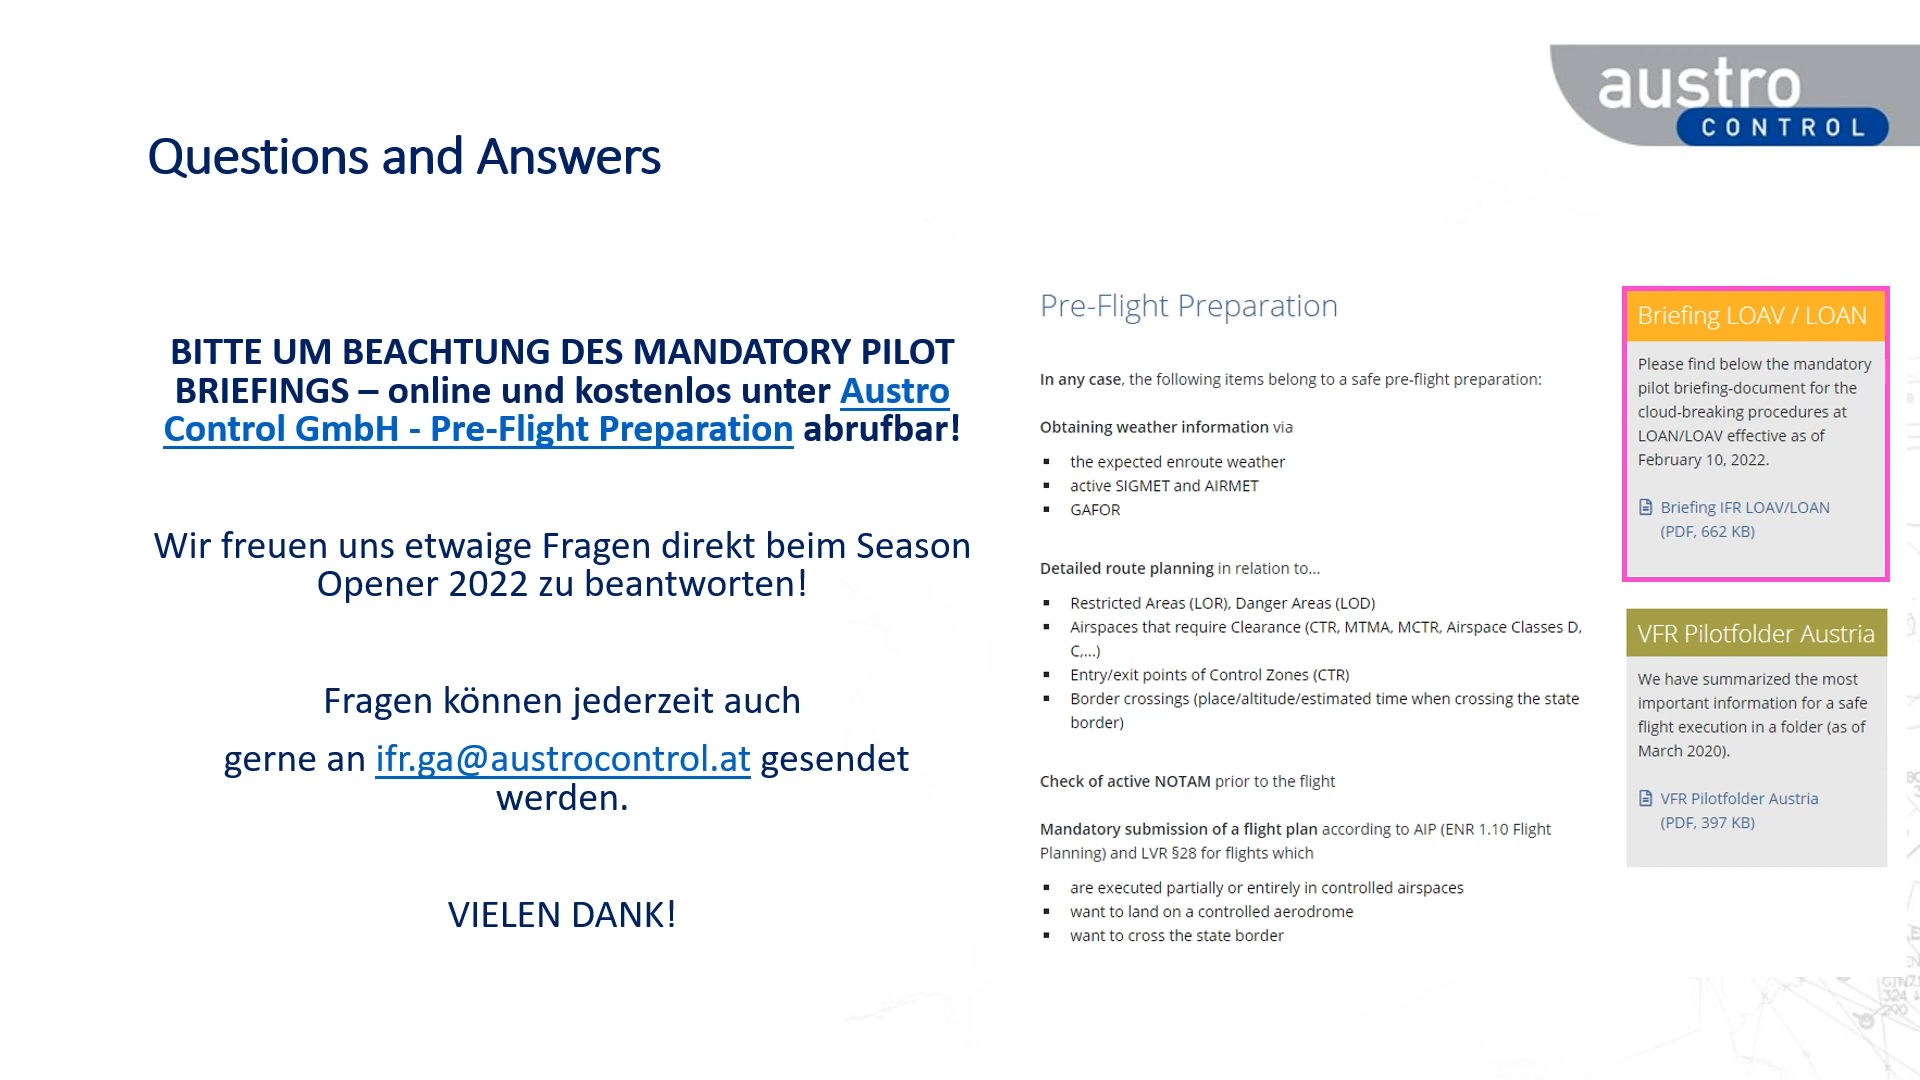 austro
CONTROL
Questions and Answers
BITTE UM BEACHTUNG DES MANDATORY PILOT
BRIEFINGS – online und kostenlos unter Austro
Control GmbH - Pre-Flight Preparation abrufbar!
Wir freuen uns etwaige Fragen direkt beim Season
Opener 2022 zu beantworten!
Fragen können jederzeit auch
gerne an ifr.ga@austrocontrol.at gesendet
werden.
VIELEN DANK!
Pre-Flight Preparation
In any case, the following items belong to a safe pre-flight preparation:
Obtaining weather information via
▪ the expected enroute weather
▪ active SIGMET and AIRMET
▪ GAFOR
Detailed route planning in relation to...
▪ Restricted Areas (LOR), Danger Areas (LOD)
▪ Airspaces that require Clearance (CTR, MTMA, MCTR, Airspace Classes D,
C,...)
▪ Entry/exit points of Control Zones (CTR)
▪ Border crossings (place/altitude/estimated time when crossing the state
border)
Check of active NOTAM prior to the flight
Mandatory submission of a flight plan according to AIP (ENR 1.10 Flight
Planning) and LVR §28 for flights which
▪ are executed partially or entirely in controlled airspaces
▪ want to land on a controlled aerodrome
▪ want to cross the state border
Briefing LOAV / LOAN
Please find below the mandatory
pilot briefing-document for the
cloud-breaking procedures at
LOAN/LOAV effective as of
February 10, 2022.
Briefing IFR LOAV/LOAN
(PDF, 662 KB)
VFR Pilotfolder Austria
We have summarized the most
important information for a safe
flight execution in a folder (as of
March 2020).
VFR Pilotfolder Austria
(PDF, 397 KB)